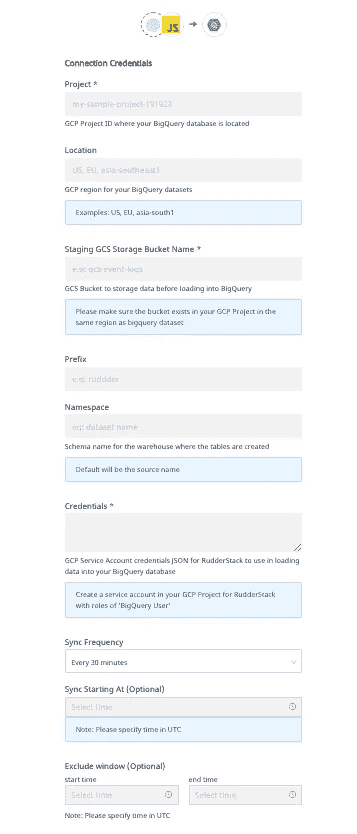 JS
Connection Credentials
Project *
my-sample-project-191923
GCP Project ID where your BigQuery database is located
Location
US, EU, asia-southeast1
GCP region for your BigQuery datasets
Examples: US, EU, asia-south1
Staging GCS Storage Bucket Name *
e.g: gcs-event-logs
GCS Bucket to storage data before loading into BigQuery
Please make sure the bucket exists in your GCP Project in the
same region as bigquery dataset
Prefix
e.g: rudder
Namespace
eg: dataset name
Schema name for the warehouse where the tables are created
Default will be the source name
Credentials *
GCP Service Account credentials JSON for RudderStack to use in loading
data into your BigQuery database
Create a service account in your GCP Project for RudderStack
with roles of 'BigQuery User'
Sync Frequency
Every 30 minutes
Sync Starting At (Optional)
Select time
Note: Please specify time in UTC
Exclude window (Optional)
start time end time
Select time Select time
Note: Please specify time in UTC